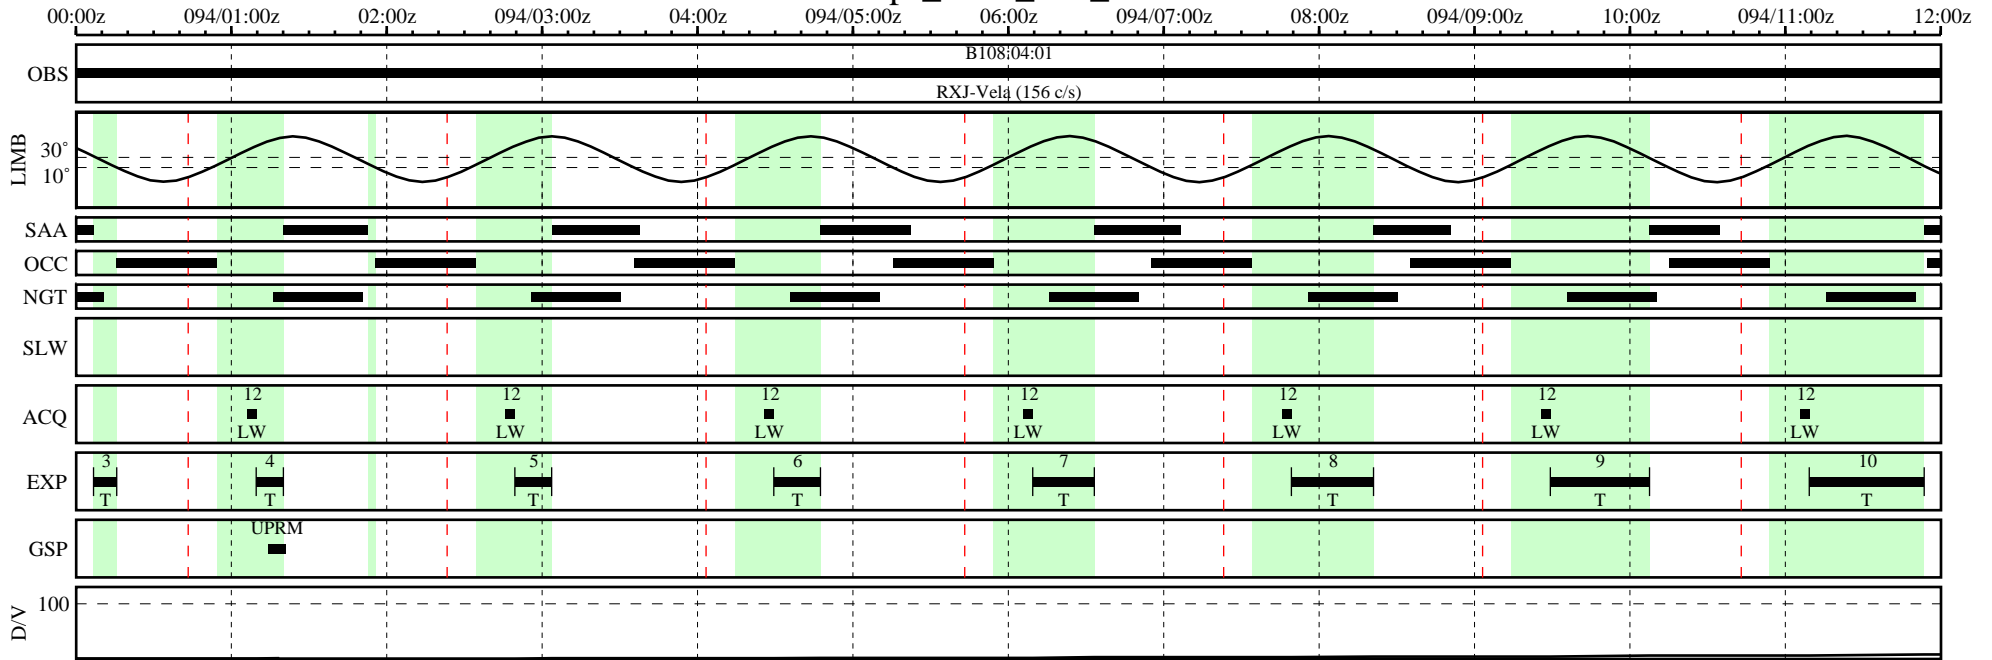 00:00z 094/01:00z 02:00z 094/03:00z 04:00z 094/05:00z 06:00z 094/07:00z 08:00z 094/09:00z 10:00z 094/11:00z 12:00z
B108:04:01
OBS
RXJ-Vela (156 c/s)
LIMB
30°
10°
SAA
OCC
NGT
SLW
12 12 12 12 12 12 12
ACQ
LW LW LW LW LW LW LW
3 4 5 6 7 8 9 10
EXP
T T T T T T T T
UPRM
GSP
D/V
100